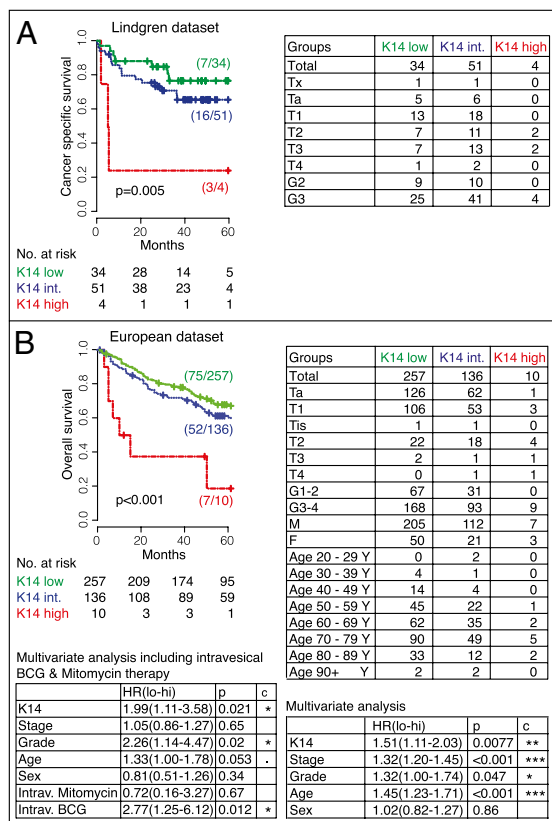 A Lindgren dataset
Cancer specific survival
1.0
0.8
0.6
0.4
0.2
0.0
(7/34)
(16/51)
(3/4)
p=0.005
0 20 40 60
Months
No. at risk
K14 low 34 28 14 5
K14 int. 51 38 23 4
K14 high 4 1 1 1
Groups K14 low K14 int. K14 high
Total 34 51 4
Tx 1 1 0
Ta 5 6 0
T1 13 18 0
T2 7 11 2
T3 7 13 2
T4 1 2 0
G2 9 10 0
G3 25 41 4
B European dataset
Overall survival
1.0
0.8
0.6
0.4
0.2
0.0
(75/257)
(52/136)
(7/10)
p<0.001
0 20 40 60
Months
No. at risk
K14 low 257 209 174 95
K14 int. 136 108 89 59
K14 high 10 3 3 1
Groups K14 low K14 int. K14 high
Total 257 136 10
Ta 126 62 1
T1 106 53 3
Tis 1 1 0
T2 22 18 4
T3 2 1 1
T4 0 1 1
G1-2 67 31 0
G3-4 168 93 9
M 205 112 7
F 50 21 3
Age 20 - 29 Y 0 2 0
Age 30 - 39 Y 4 1 0
Age 40 - 49 Y 14 4 0
Age 50 - 59 Y 45 22 1
Age 60 - 69 Y 62 35 2
Age 70 - 79 Y 90 49 5
Age 80 - 89 Y 33 12 2
Age 90+ Y 2 2 0
Multivariate analysis including intravesical
BCG & Mitomycin therapy
HR(lo-hi) p c
K14 1.99(1.11-3.58) 0.021 *
Stage 1.05(0.86-1.27) 0.65
Grade 2.26(1.14-4.47) 0.02 *
Age 1.33(1.00-1.78) 0.053 .
Sex 0.81(0.51-1.26) 0.34
Intrav. Mitomycin 0.72(0.16-3.27) 0.67
Intrav. BCG 2.77(1.25-6.12) 0.012 *
Multivariate analysis
HR(lo-hi) p c
K14 1.51(1.11-2.03) 0.0077 **
Stage 1.32(1.20-1.45) <0.001 ***
Grade 1.32(1.00-1.74) 0.047 *
Age 1.45(1.23-1.71) <0.001 ***
Sex 1.02(0.82-1.27) 0.86